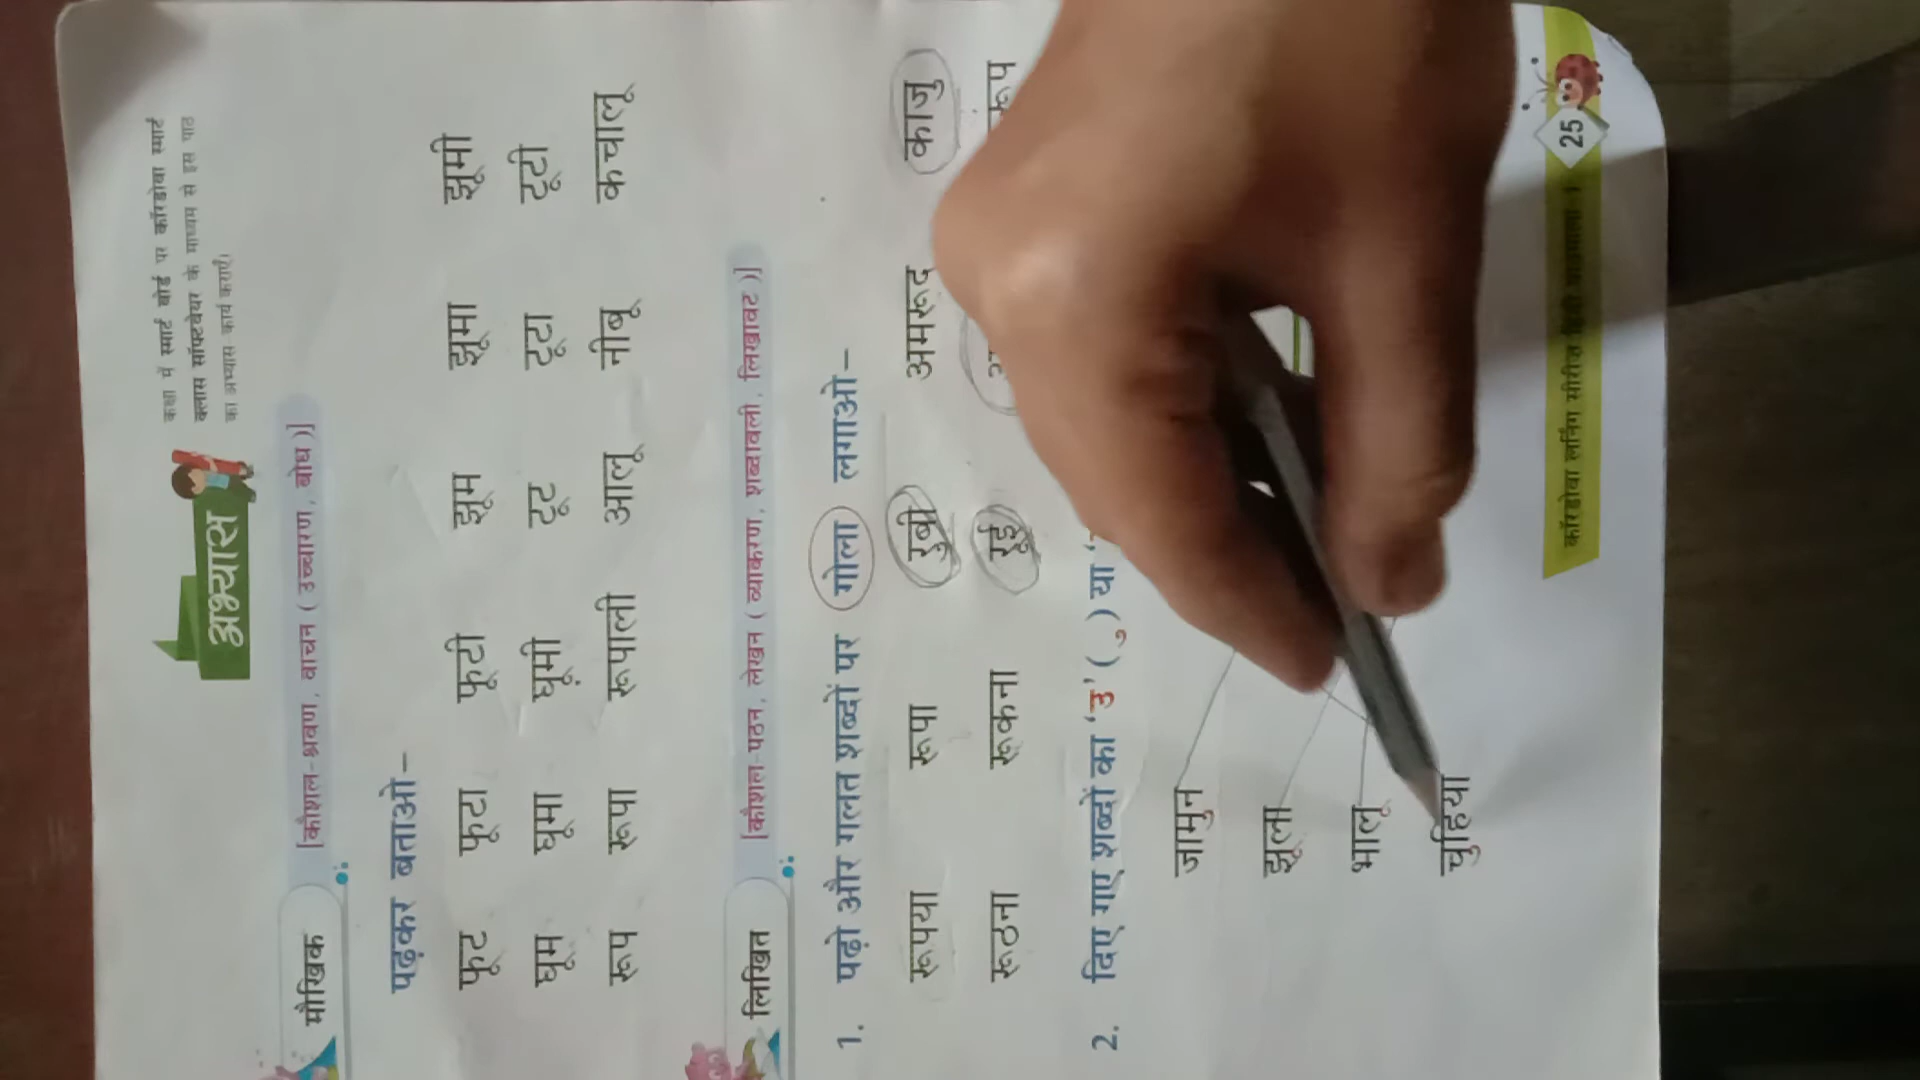 अभ्यास
कक्षा में स्मार्ट बोर्ड पर कॉरडोवा स्मार्ट
क्लास सॉफ्टवेयर के माध्यम से इस पाठ
का अभ्यास कार्य कराएँ।
मौखिक [कौशल-श्रवण, वाचन ( उच्चारण, बोध)]
पढ़कर बताओ–
फूट फूटा फूटी झूम झूमा झूमी
घूम घूमा घूमी टूट टूटा टूटी
रूप रूपा रूपाली आलू नीबू कचालू
लिखित [कौशल-पठन, लेखन ( व्याकरण, शब्दावली, लिखावट )]
1. पढ़ो और गलत शब्दों पर गोला लगाओ–
रूपया रूपा रुबी अमरूद काजु
रूठना रूकना रुई
2. दिए गए शब्दों का 'उ' ( ु ) या
जामुन
झूला
भालू
चुहिया
कॉरडोवा लर्निंग सीरीज़ हिंदी पाठमाला-1 25